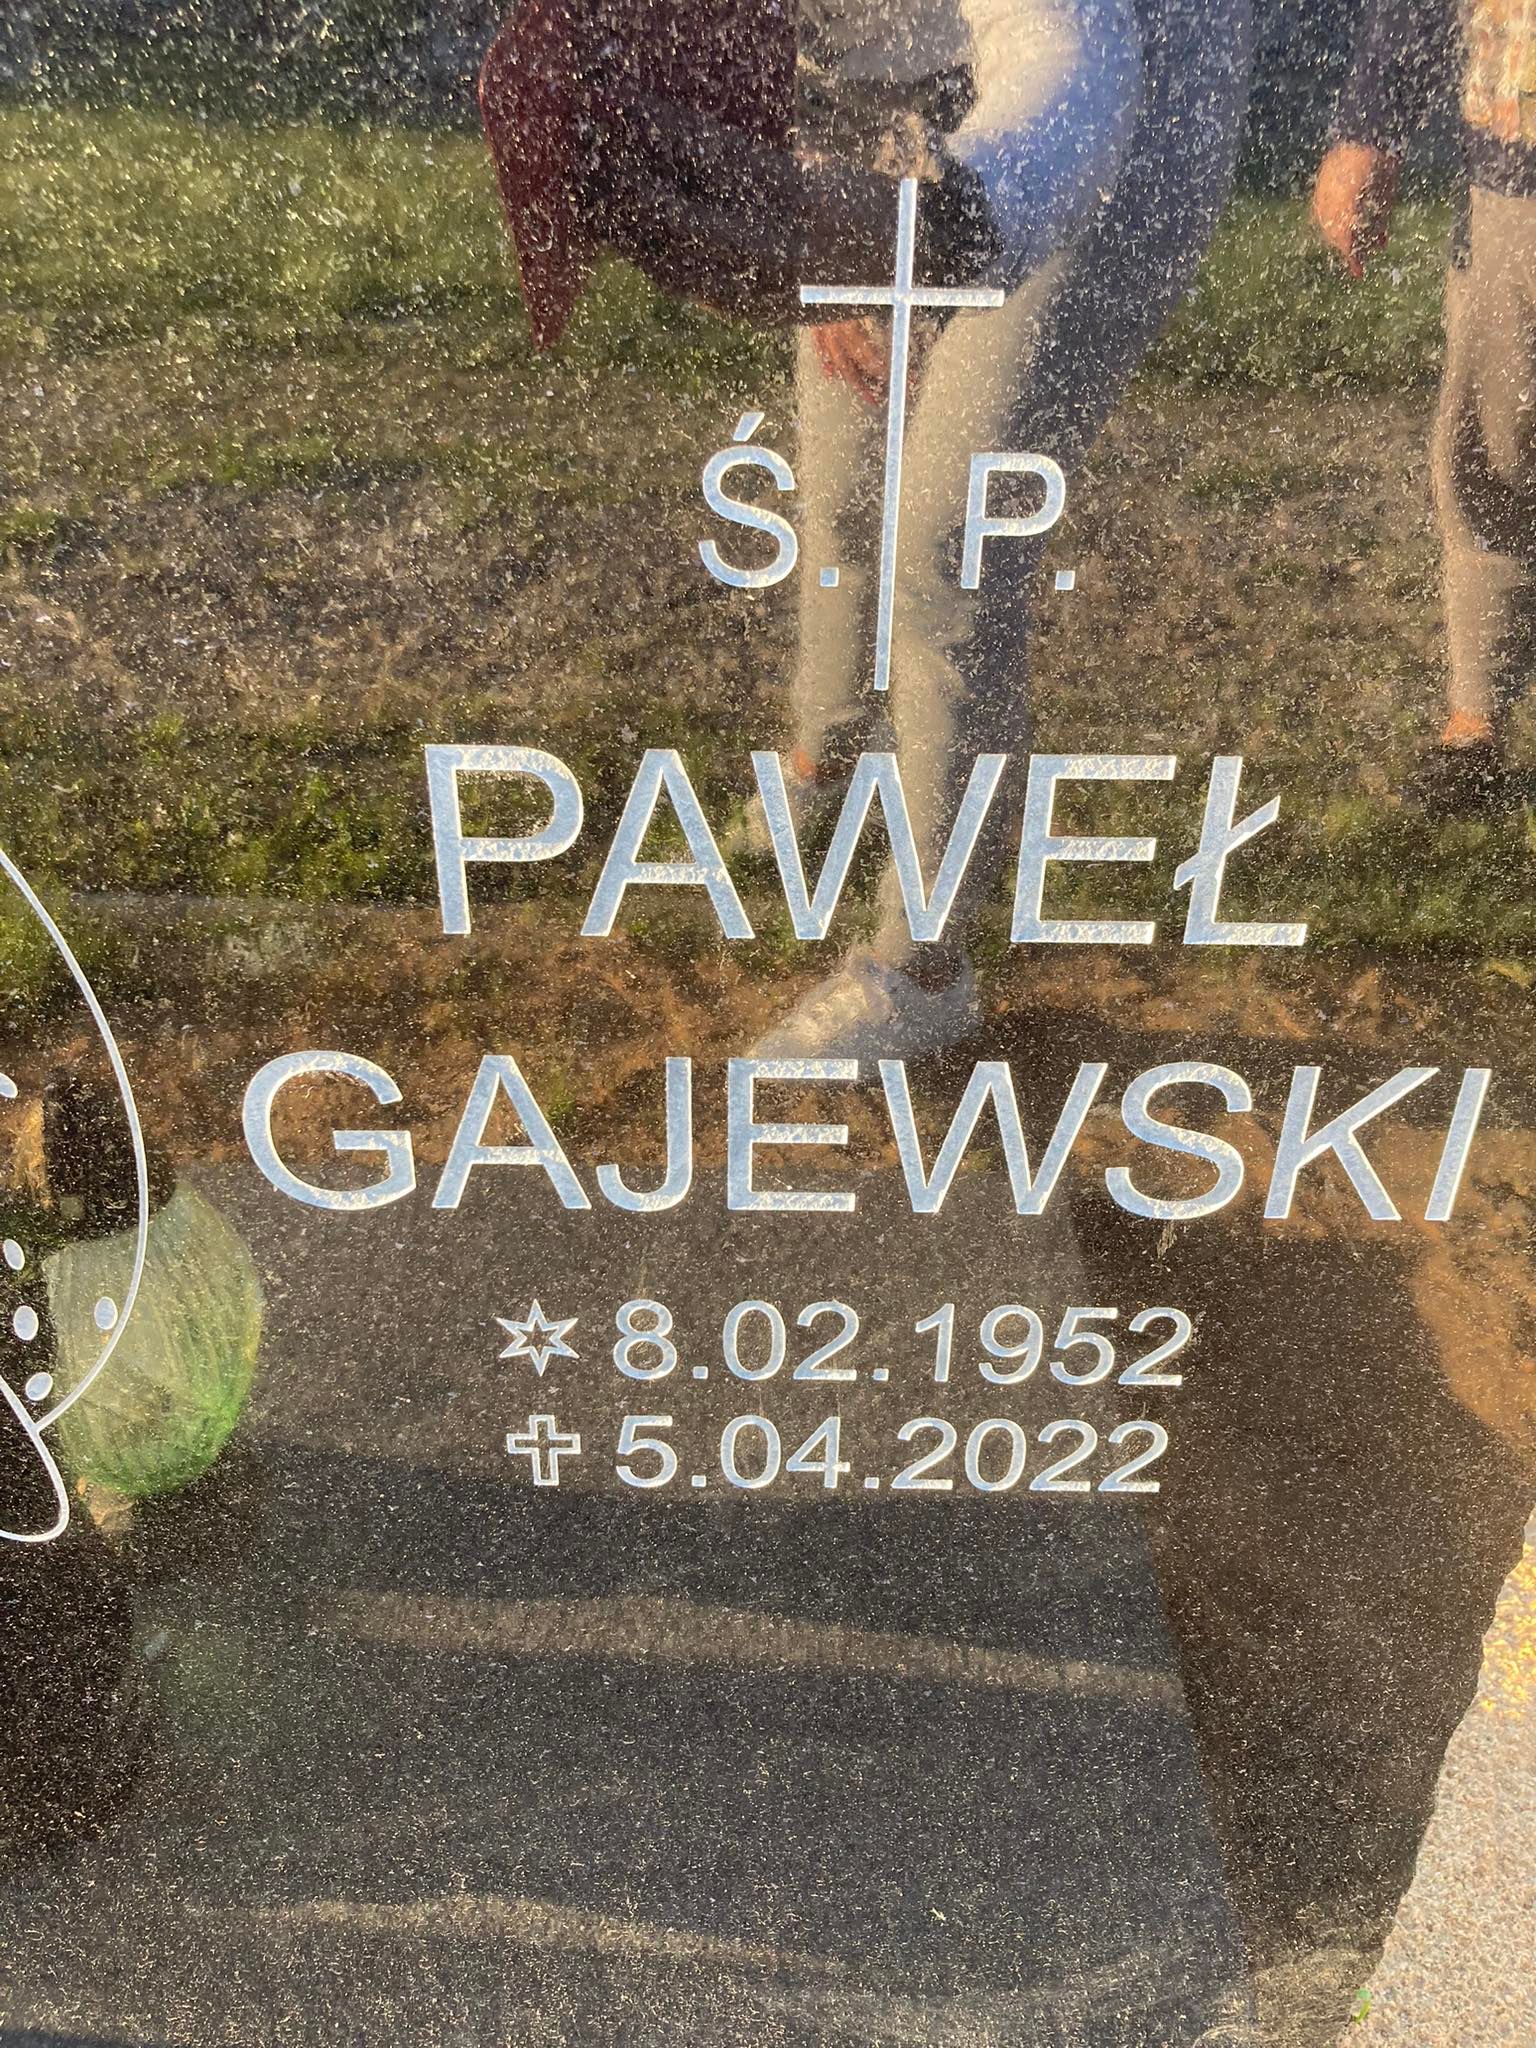 Ś. P.
PAWEŁ
GAJEWSKI
8.02.1952
5.04.2022